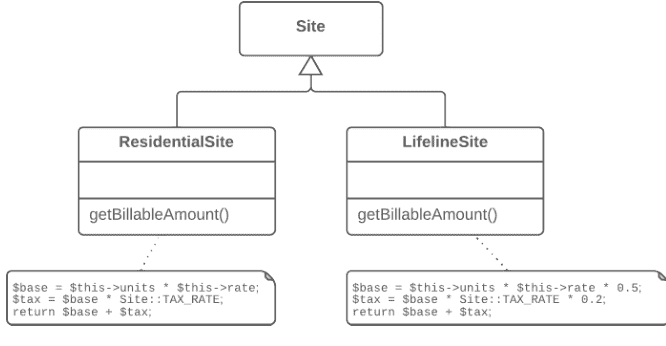 Site
ResidentialSite
getBillableAmount()
$base = $this->units * $this->rate;
$tax = $base * Site::TAX_RATE;
return $base + $tax;
LifelineSite
getBillableAmount()
$base = $this->units * $this->rate * 0.5;
$tax = $base * Site::TAX_RATE * 0.2;
return $base + $tax;